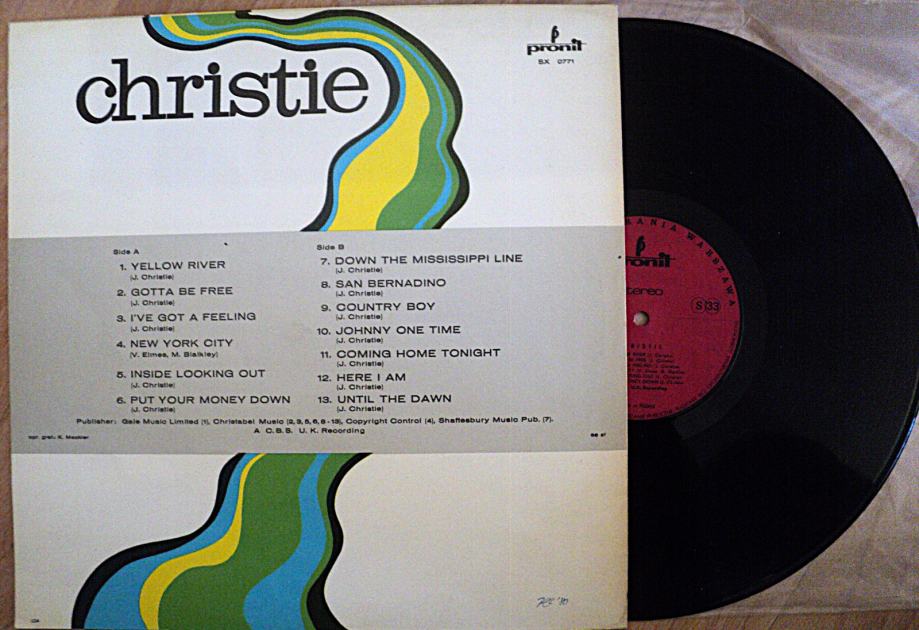 christie
pronit
SX 0771
Side A
1. YELLOW RIVER
(J. Christie)
2. GOTTA BE FREE
(J. Christie)
3. I'VE GOT A FEELING
(J. Christie)
4. NEW YORK CITY
(V. Elmes, M. Blakley)
5. INSIDE LOOKING OUT
(J. Christie)
6. PUT YOUR MONEY DOWN
(J. Christie)
Side B
7. DOWN THE MISSISSIPPI LINE
(J. Christie)
8. SAN BERNADINO
(J. Christie)
9. COUNTRY BOY
(J. Christie)
10. JOHNNY ONE TIME
(J. Christie)
11. COMING HOME TONIGHT
(J. Christie)
12. HERE I AM
(J. Christie)
13. UNTIL THE DAWN
(J. Christie)
Publisher: Gale Music Limited (1), Christabel Music (2,3,5,6,8-13), Copyright Control (4), Shaftesbury Music Pub. (7).
A C.B.S. U.K. Recording
WARSZAWA
pronit
stereo
S 33